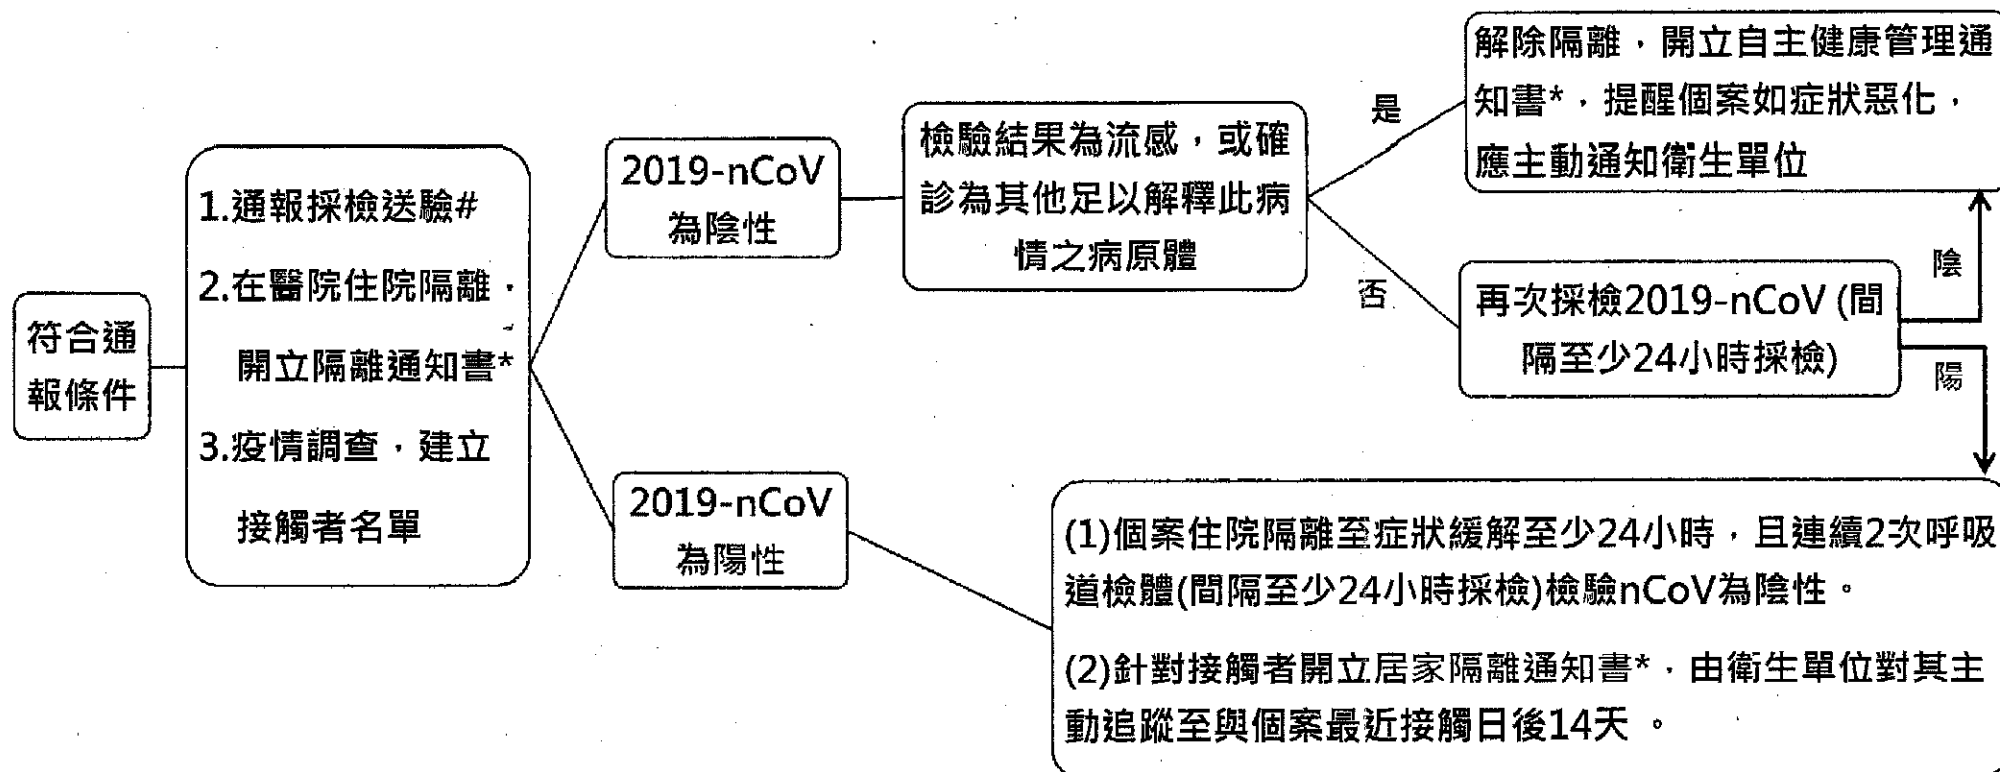 符合通
報條件
1.通報採檢送驗#
2.在醫院住院隔離，
開立隔離通知書*
3.疫情調查，建立
接觸者名單
2019-nCoV
為陰性
檢驗結果為流感，或確
診為其他足以解釋此病
情之病原體
是
解除隔離，開立自主健康管理通
知書*，提醒個案如症狀惡化，
應主動通知衛生單位
否
再次採檢2019-nCoV (間
隔至少24小時採檢)
陰
陽
2019-nCoV
為陽性
(1)個案住院隔離至症狀緩解至少24小時，且連續2次呼吸
道檢體(間隔至少24小時採檢)檢驗nCoV為陰性。
(2)針對接觸者開立居家隔離通知書*，由衛生單位對其主
動追蹤至與個案最近接觸日後14天 。